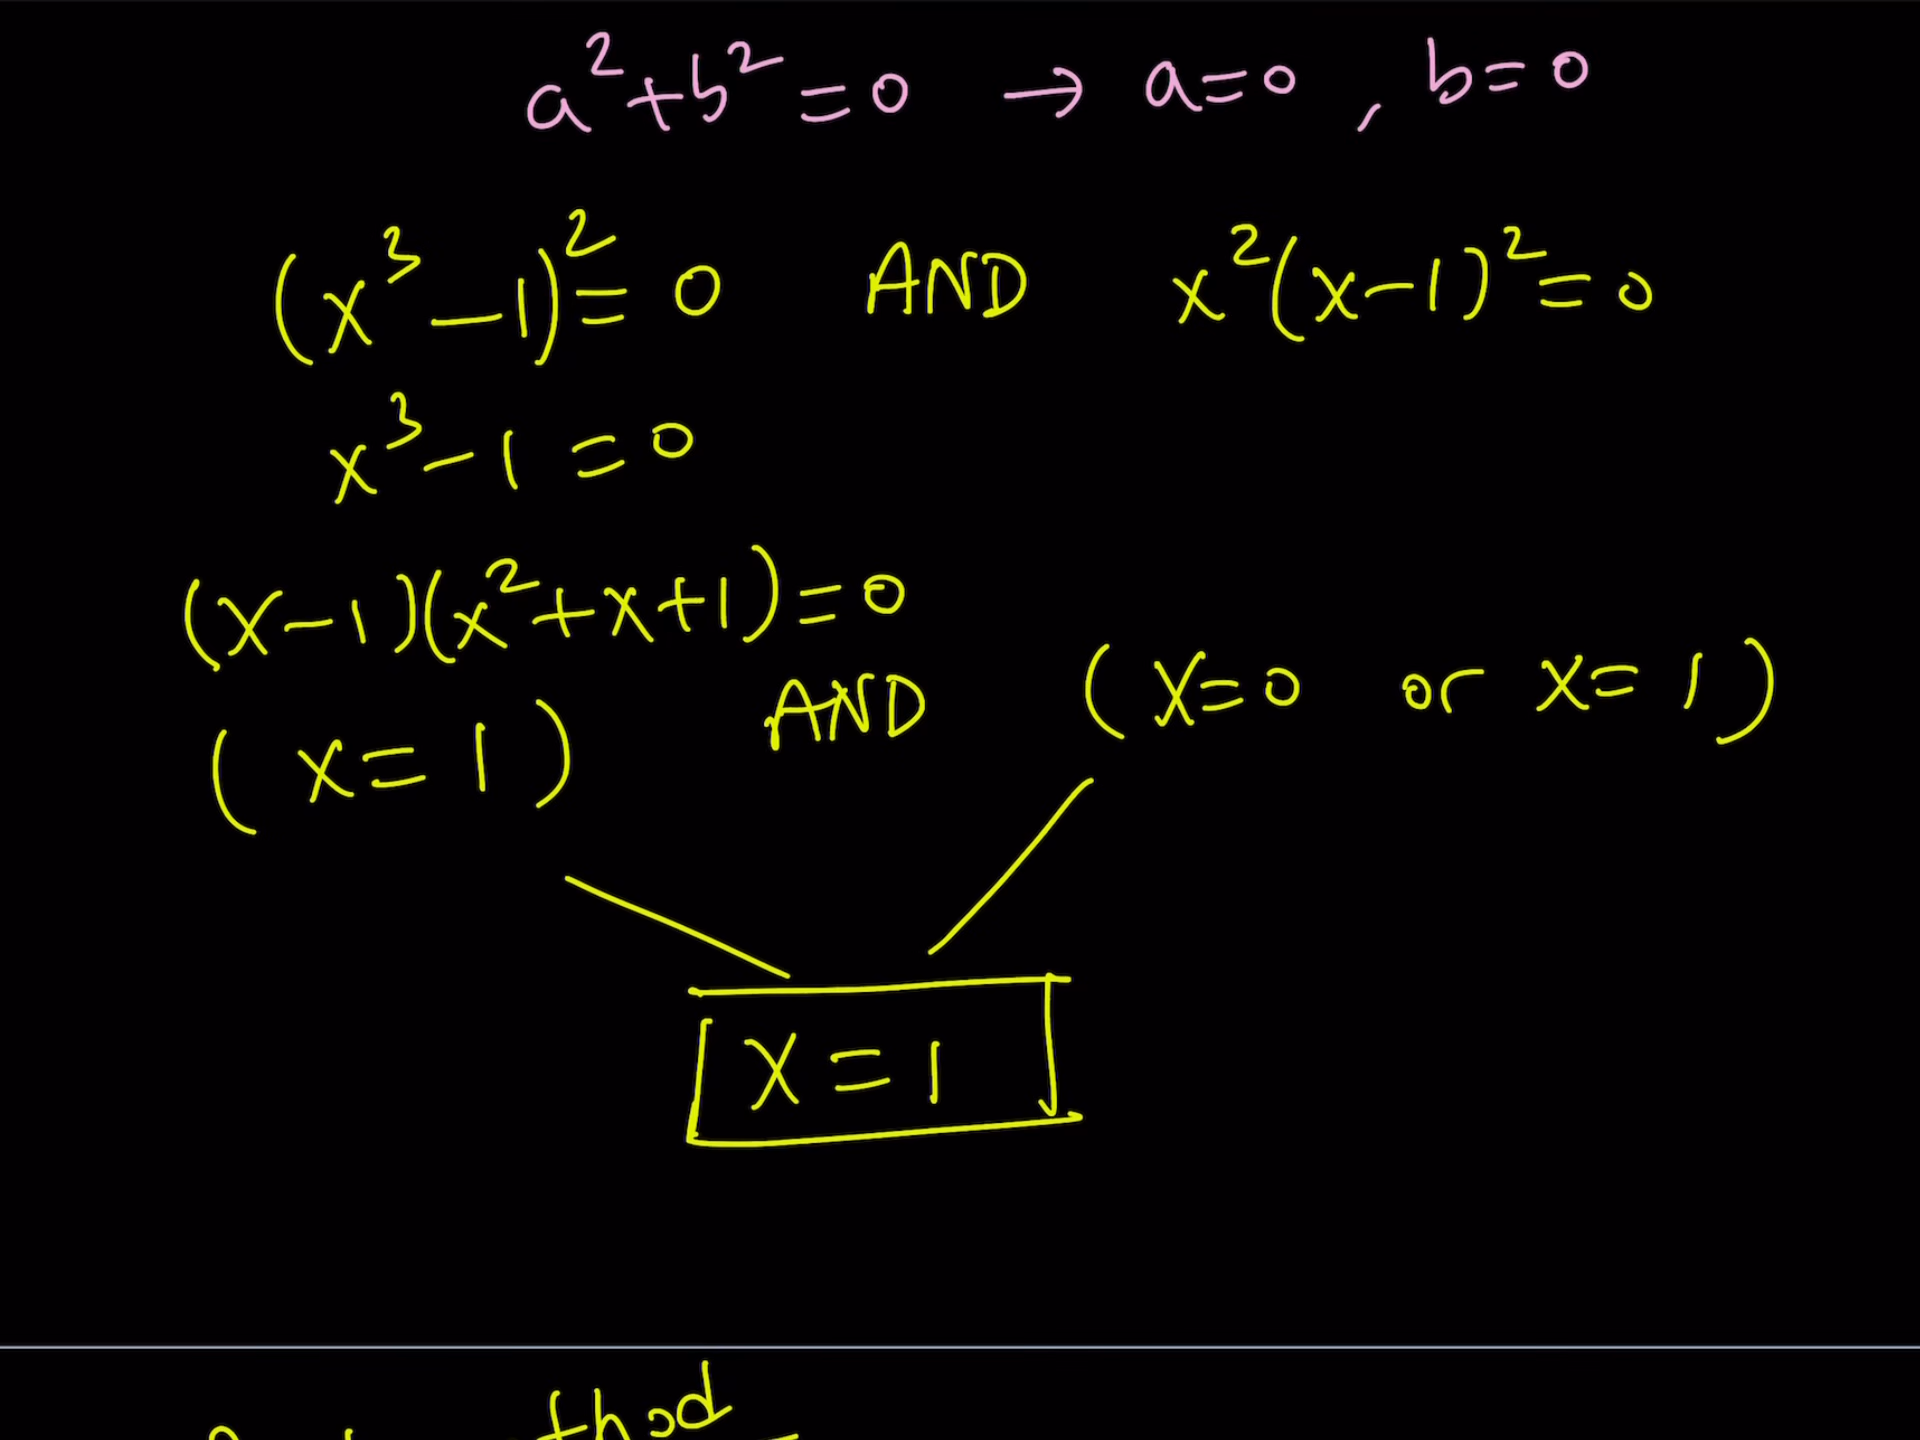 a²+b²=0 → a=0, b=0
(x³-1)²=0 AND x²(x-1)²=0
x³-1=0
(x-1)(x²+x+1)=0
(x=1) AND (x=0 or x=1)
x=1